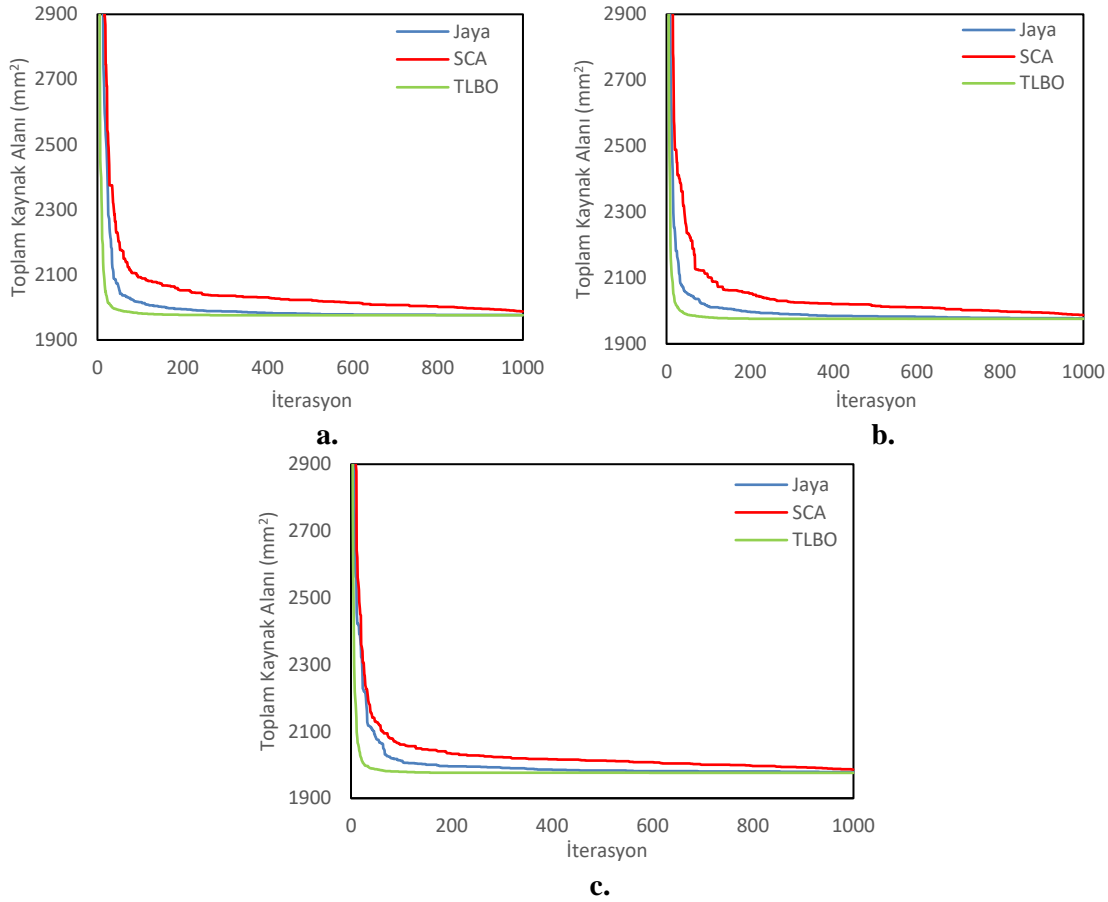 2900
2700
2500
2300
2100
1900
Toplam Kaynak Alanı (mm²)
Jaya
SCA
TLBO
0 200 400 600 800 1000
İterasyon
a.
2900
2700
2500
2300
2100
1900
Toplam Kaynak Alanı (mm²)
Jaya
SCA
TLBO
0 200 400 600 800 1000
İterasyon
b.
2900
2700
2500
2300
2100
1900
Toplam Kaynak Alanı (mm²)
Jaya
SCA
TLBO
0 200 400 600 800 1000
İterasyon
c.